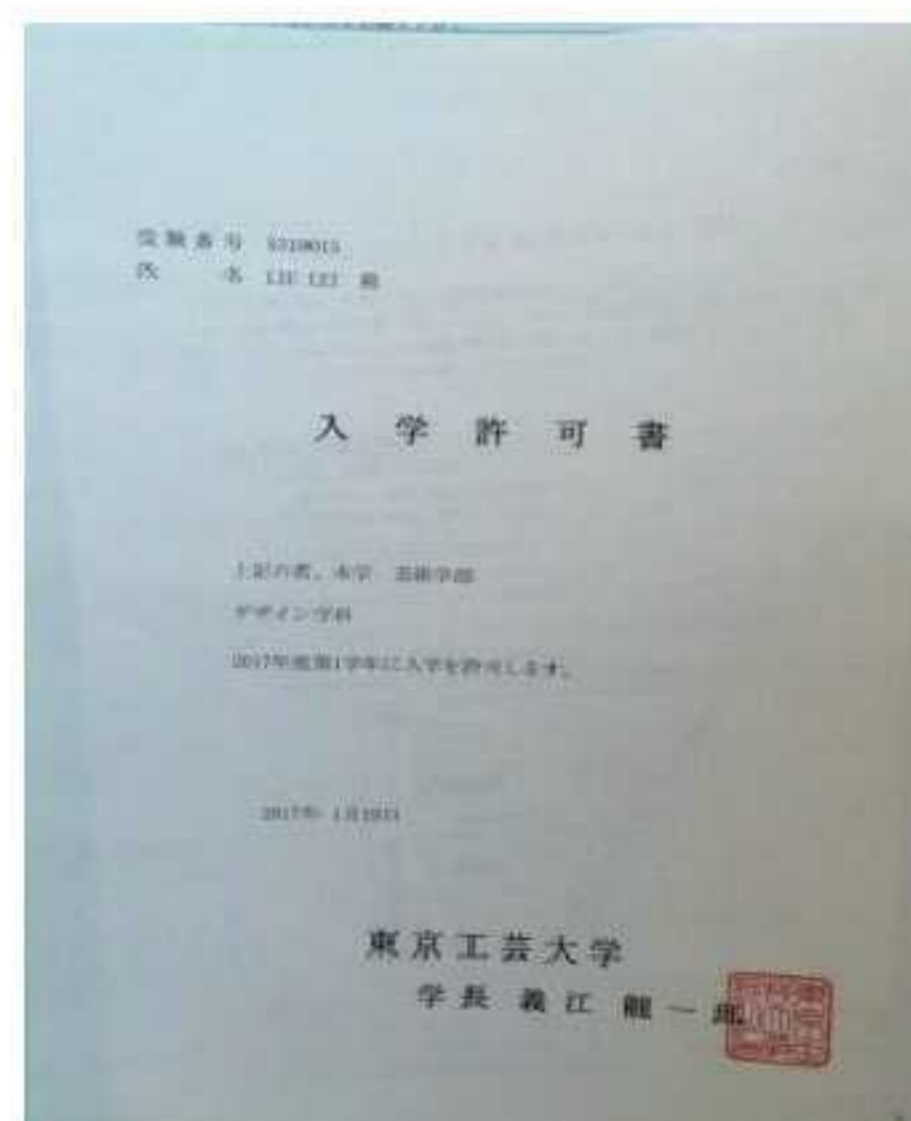 受験番号
氏名 殿
入学許可書
上記の者、本学 芸術学部
デザイン学科
2017年度第1学年に入学を許可します。
2017年 1月19日
東京工芸大学
学長 義江 龍一郎